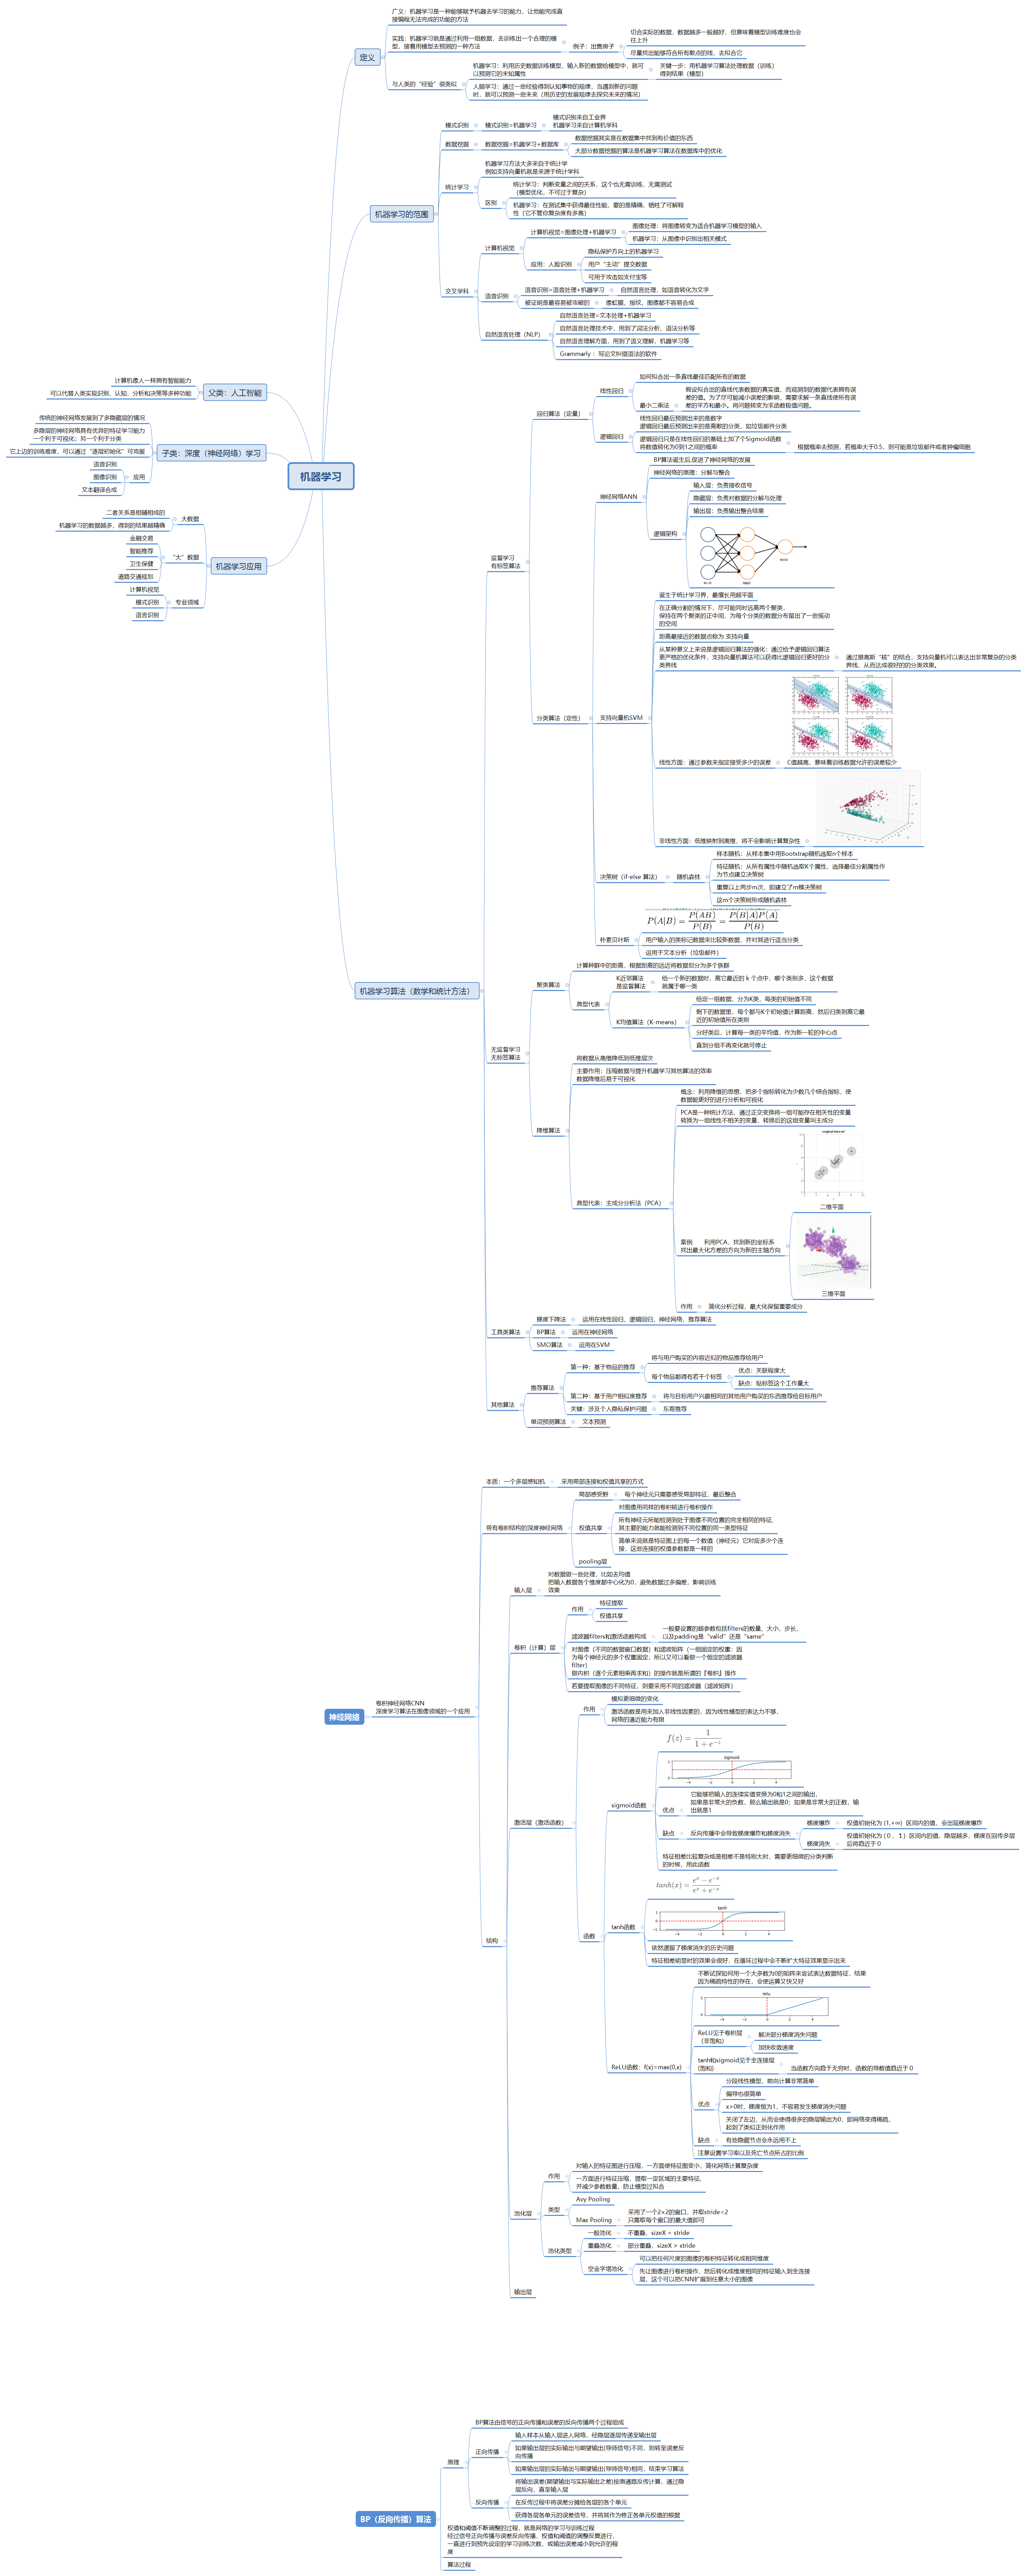 机器学习
定义
广义：机器学习是一种能够赋予机器去学习的能力，让他能完成直
接编程无法完成的功能的方法
实践：机器学习就是通过利用一组数据，去训练出一个合理的模
型，接着用模型去预测的一种方法
例子：出售房子
切合实际的数据，数据越多一般越好，但意味着模型训练难度也会
往上升
尽量找出能够符合所有散点的线，去拟合它
与人类的“经验”很类似
机器学习：利用历史数据训练模型，输入新的数据给模型中，就可
以预测它的未知属性
关键一步：用机器学习算法处理数据（训练）
得到结果（模型）
人脑学习：通过一些经验得到认知事物的规律，当遇到新的问题
时，就可以预测一些未来（用历史的发展规律去探究未来的情况）
机器学习的范围
模式识别
模式识别=机器学习
模式识别来自工业界
机器学习来自计算机学科
数据挖掘
数据挖掘=机器学习+数据库
数据挖掘其实是在数据集中找到有价值的东西
大部分数据挖掘的算法是机器学习算法在数据库中的优化
统计学习
机器学习方法大多来自于统计学
例如支持向量机就是来源于统计学科
区别
统计学习：判断变量之间的关系，这个也无需训练，无需测试
（模型优化，不可过于复杂）
机器学习：在测试集中获得最佳性能，要的是精确，牺牲了可解释
性（它不管你复杂度有多高）
交叉学科
计算机视觉
计算机视觉=图像处理+机器学习
图像处理：将图像转变为适合机器学习模型的输入
机器学习：从图像中识别出相关模式
应用：人脸识别
隐私保护方向上的机器学习
用户“主动”提交数据
可用于攻击如支付宝等
语音识别
语音识别=语音处理+机器学习
自然语言处理，如语音转化为文字
被证明是最容易被攻破的
像虹膜、指纹、图像都不容易合成
自然语言处理（NLP）
自然语言处理=文本处理+机器学习
自然语言处理技术中，用到了词法分析，语法分析等
自然语言理解方面，用到了语义理解，机器学习等
Grammarly ：写论文纠错语法的软件
父类：人工智能
计算机像人一样拥有智能能力
可以代替人类实现识别、认知、分析和决策等多种功能
子类：深度（神经网络）学习
传统的神经网络发展到了多隐藏层的情况
多隐层的神经网络具有优异的特征学习能力
一个利于可视化；另一个利于分类
它上边的训练难度，可以通过“逐层初始化”可克服
应用
语音识别
图像识别
文本翻译合成
机器学习应用
大数据
二者关系是相辅相成的
机器学习的数据越多，得到的结果越精确
“大”数据
金融交易
智能推荐
卫生保健
道路交通规划
专业领域
计算机视觉
模式识别
语言识别
机器学习算法（数学和统计方法）
监督学习
有标签算法
回归算法（定量）
线性回归
如何拟合出一条直线最佳匹配所有的数据
最小二乘法
假设拟合出的直线代表数据的真实值，而观测到的数据代表拥有误
差的值。为了尽可能减小误差的影响，需要求解一条直线使所有误
差的平方和最小。将问题转变为求函数极值问题。
逻辑回归
线性回归最后预测出来的是数字
逻辑回归最后预测出来的是离散的分类，如垃圾邮件分类
逻辑回归只是在线性回归的基础上加了个Sigmoid函数
将数值转化为0到1之间的概率
根据概率去预测，若概率大于0.5，则可能是垃圾邮件或者肿瘤细胞
分类算法（定性）
神经网络ANN
BP算法诞生后,促进了神经网络的发展
神经网络的原理：分解与整合
逻辑架构
输入层：负责接收信号
隐藏层：负责对数据的分解与处理
输出层：负责输出整合结果
支持向量机SVM
诞生于统计学习界，最擅长用超平面
在正确分割的情况下，尽可能同时远离两个聚类，
保持在两个聚类的正中间，为每个分类的数据分布留出了一些摇动
的空间
距离最接近的数据点称为 支持向量
从某种意义上来说是逻辑回归算法的强化：通过给予逻辑回归算法
更严格的优化条件，支持向量机算法可以获得比逻辑回归更好的分
类界线
通过跟高斯“核”的结合，支持向量机可以表达出非常复杂的分类
界线，从而达成很好的的分类效果。
线性方面：通过参数来指定接受多少的误差
C值越高，意味着训练数据允许的误差较少
非线性方面：低维映射到高维，将不会影响计算复杂性
决策树（if-else 算法）
随机森林
样本随机：从样本集中用Bootstrap随机选取n个样本
特征随机：从所有属性中随机选取K个属性，选择最佳分割属性作
为节点建立决策树
重复以上两步m次，即建立了m棵决策树
这m个决策树形成随机森林
朴素贝叶斯
P(A|B) = P(AB)/P(B) = P(B|A)P(A)/P(B)
用户输入的类标记数据来比较新数据，并对其进行适当分类
运用于文本分析（垃圾邮件）
无监督学习
无标签算法
聚类算法
计算种群中的距离，根据距离的远近将数据划分为多个族群
典型代表
K近邻算法
是监督算法
给一个新的数据时，离它最近的 k 个点中，哪个类别多，这个数据
就属于哪一类
K均值算法（K-means）
给定一组数据，分为K类，每类的初始值不同
剩下的数据里，每个都与K个初始值计算距离，然后归类到离它最
近的初始值所在类别
分好类后，计算每一类的平均值，作为新一轮的中心点
直到分组不再变化就可停止
降维算法
将数据从高维降低到低维层次
主要作用：压缩数据与提升机器学习其他算法的效率
数据降维后易于可视化
典型代表：主成分分析法（PCA）
概念：利用降维的思想，把多个指标转化为少数几个综合指标，使
数据能更好的进行分析和可视化
PCA是一种统计方法，通过正交变换将一组可能存在相关性的变量
转换为一组线性不相关的变量，转换后的这组变量叫主成分
案例 利用PCA，找到新的坐标系
找出最大化方差的方向为新的主轴方向
original data set
二维平面
三维平面
作用
简化分析过程，最大化保留重要成分
工具类算法
梯度下降法
运用在线性回归，逻辑回归，神经网络，推荐算法
BP算法
运用在神经网络
SMO算法
运用在SVM
其他算法
推荐算法
第一种：基于物品的推荐
将与用户购买的内容近似的物品推荐给用户
每个物品都得有若干个标签
优点：关联程度大
缺点：贴标签这个工作量大
第二种：基于用户相似度推荐
将与目标用户兴趣相同的其他用户购买的东西推荐给目标用户
关键：涉及个人隐私保护问题
东哥推荐
单词预测算法
文本预测
神经网络
卷积神经网络CNN
深度学习算法在图像领域的一个应用
本质：一个多层感知机
采用局部连接和权值共享的方式
带有卷积结构的深度神经网络
局部感受野
每个神经元只需要感受局部特征，最后整合
权值共享
对图像用同样的卷积核进行卷积操作
所有神经元所能检测到处于图像不同位置的完全相同的特征，
其主要的能力就能检测到不同位置的同一类型特征
简单来说就是特征图上的每一个数值（神经元）它对应多少个连
接，这些连接的权值参数都是一样的
pooling层
结构
输入层
对数据做一些处理，比如去均值
把输入数据各个维度都中心化为0，避免数据过多偏差，影响训练
效果
卷积（计算）层
作用
特征提取
权值共享
滤波器filters和激活函数构成
一般要设置的超参数包括filters的数量、大小、步长，
以及padding是“valid”还是“same”
对图像（不同的数据窗口数据）和滤波矩阵（一组固定的权重：因
为每个神经元的多个权重固定，所以又可以看做一个恒定的滤波器
filter）
做内积（逐个元素相乘再求和）的操作就是所谓的『卷积』操作
若要提取图像的不同特征，则要采用不同的滤波器（滤波矩阵）
激活层（激活函数）
作用
模拟更细微的变化
激活函数是用来加入非线性因素的，因为线性模型的表达力不够，
网络的逼近能力有限
函数
sigmoid函数
f(z) = 1/(1 + e^−z)
sigmoid
优点
它能够把输入的连续实值变换为0和1之间的输出，
如果是非常大的负数，那么输出就是0；如果是非常大的正数，输
出就是1
缺点
反向传播中会导致梯度爆炸和梯度消失
梯度爆炸
权值初始化为 (1,+∞) 区间内的值，会出现梯度爆炸
梯度消失
权值初始化为（０，１）区间内的值，隐层越多，梯度在回传多层
后将趋近于０
特征相差比较复杂或是相差不是特别大时，需要更细微的分类判断
的时候，用此函数
tanh函数
tanh(x) = (e^x − e^−x)/(e^x + e^−x)
tanh
依然遗留了梯度消失的历史问题
特征相差明显时的效果会很好，在循环过程中会不断扩大特征效果显示出来
ReLU函数：f(x)=max(0,x)
不断试探如何用一个大多数为0的矩阵来尝试表达数据特征，结果
因为稀疏特性的存在，会使运算又快又好
relu
ReLU见于卷积层
（非饱和）
解决部分梯度消失问题
加快收敛速度
tanh和sigmoid见于全连接层
(饱和)
当函数方向趋于无穷时，函数的导数值趋近于０
优点
分段线性模型，前向计算非常简单
偏导也很简单
x>0时，梯度恒为1，不容易发生梯度消失问题
关闭了左边，从而会使得很多的隐层输出为0，即网络变得稀疏，
起到了类似正则化作用
缺点
有些隐藏节点会永远用不上
注意设置学习率以及死亡节点所占的比例
池化层
作用
对输入的特征图进行压缩，一方面使特征图变小，简化网络计算复杂度
一方面进行特征压缩，提取一定区域的主要特征，
并减少参数数量，防止模型过拟合
类型
Avy Pooling
Max Pooling
采用了一个2×2的窗口，并取stride=2
只需取每个窗口的最大值即可
池化类型
一般池化
不重叠，sizeX = stride
重叠池化
部分重叠，sizeX > stride
空金字塔池化
可以把任何尺度的图像的卷积特征转化成相同维度
先让图像进行卷积操作，然后转化成维度相同的特征输入到全连接
层，这个可以把CNN扩展到任意大小的图像
输出层
BP（反向传播）算法
原理
BP算法由信号的正向传播和误差的反向传播两个过程组成
正向传播
输入样本从输入层进入网络，经隐层逐层传递至输出层
如果输出层的实际输出与期望输出(导师信号)不同，则转至误差反
向传播
如果输出层的实际输出与期望输出(导师信号)相同，结束学习算法
反向传播
将输出误差(期望输出与实际输出之差)按原通路反传计算，通过隐
层反向，直至输入层
在反传过程中将误差分摊给各层的各个单元
获得各层各单元的误差信号，并将其作为修正各单元权值的根据
权值和阈值不断调整的过程，就是网络的学习与训练过程
经过信号正向传播与误差反向传播，权值和阈值的调整反复进行，
一直进行到预先设定的学习训练次数，或输出误差减小到允许的程
度
算法过程